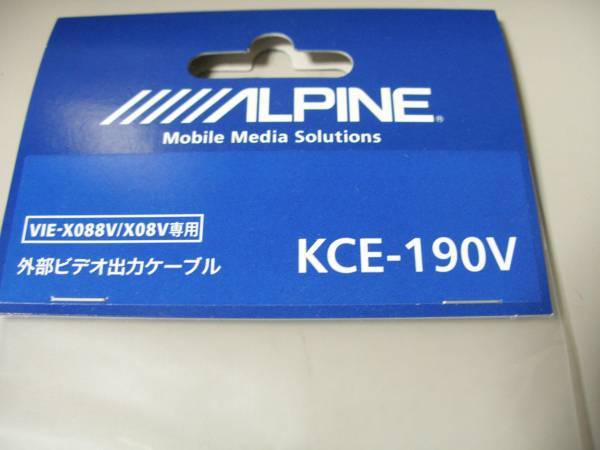 ALPINE®
Mobile Media Solutions
VIE-X088V/X08V専用
外部ビデオ出力ケーブル
KCE-190V